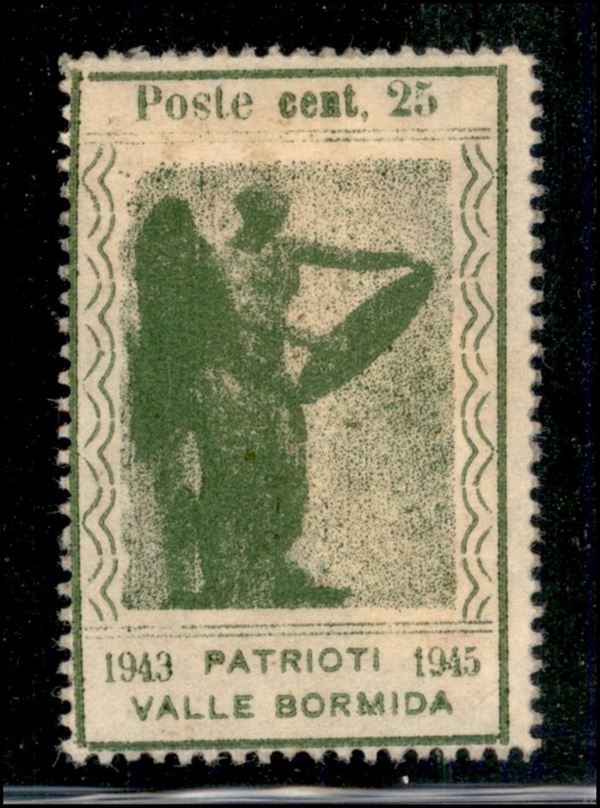 Poste cent. 25
1943 PATRIOTI 1945
VALLE BORMIDA